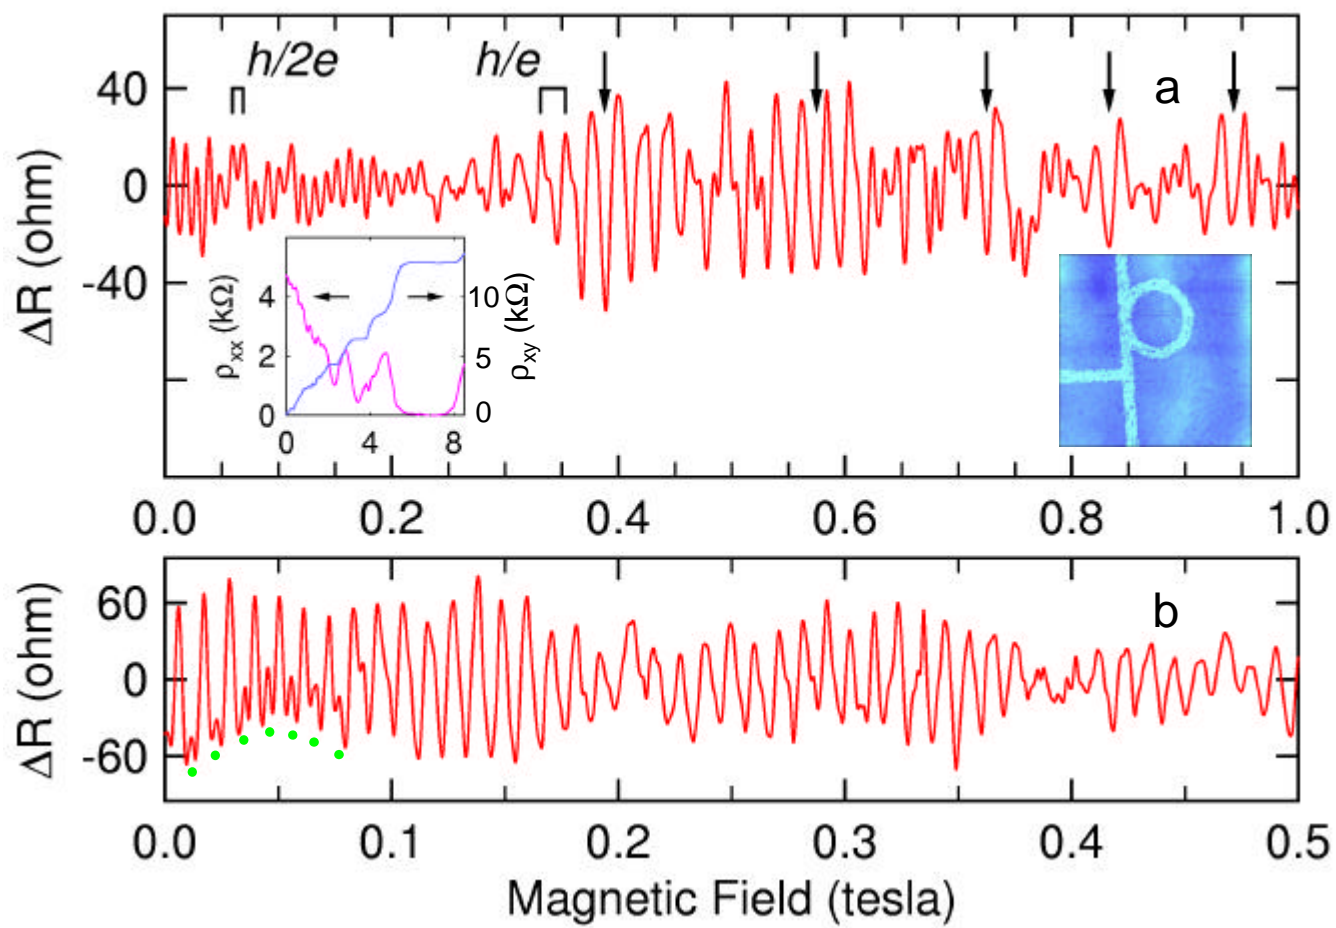 h/2e h/e a
40
0
-40
ΔR (ohm)
4
2
0
ρxx (kΩ)
10
5
0
ρxy (kΩ)
0 4 8
0.0 0.2 0.4 0.6 0.8 1.0
b
60
0
-60
ΔR (ohm)
0.0 0.1 0.2 0.3 0.4 0.5
Magnetic Field (tesla)